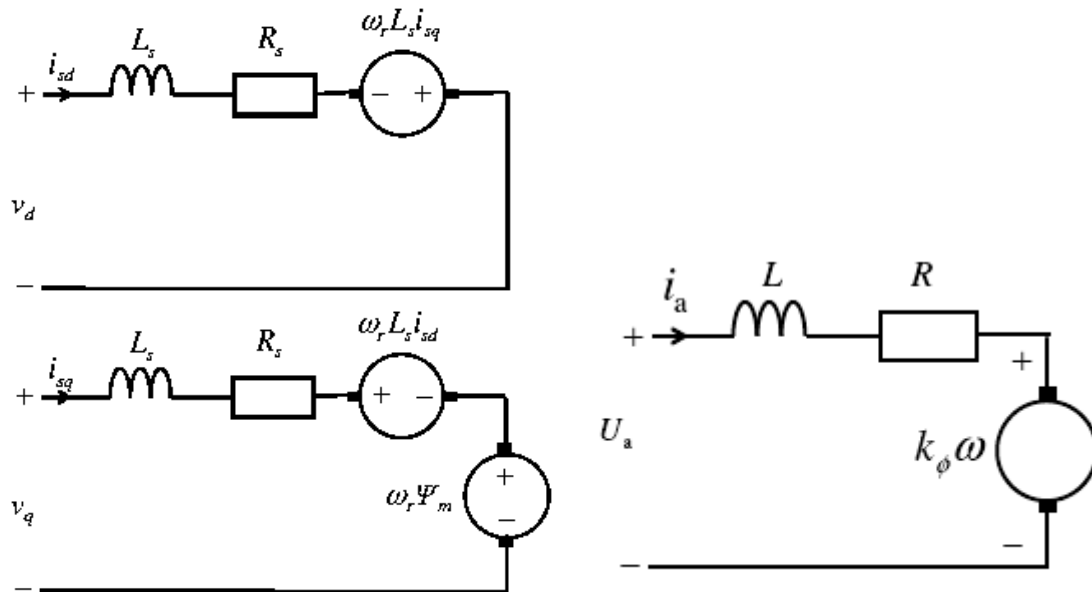 ω_r L_s i_sq
L_s
R_s
i_sd
+
− +
v_d
−
ω_r L_s i_sd
L_s
R_s
i_sq
+
+ −
+
ω_r Ψ_m
−
v_q
−
L
R
i_a
+
+
U_a
k_ϕ ω
−
−